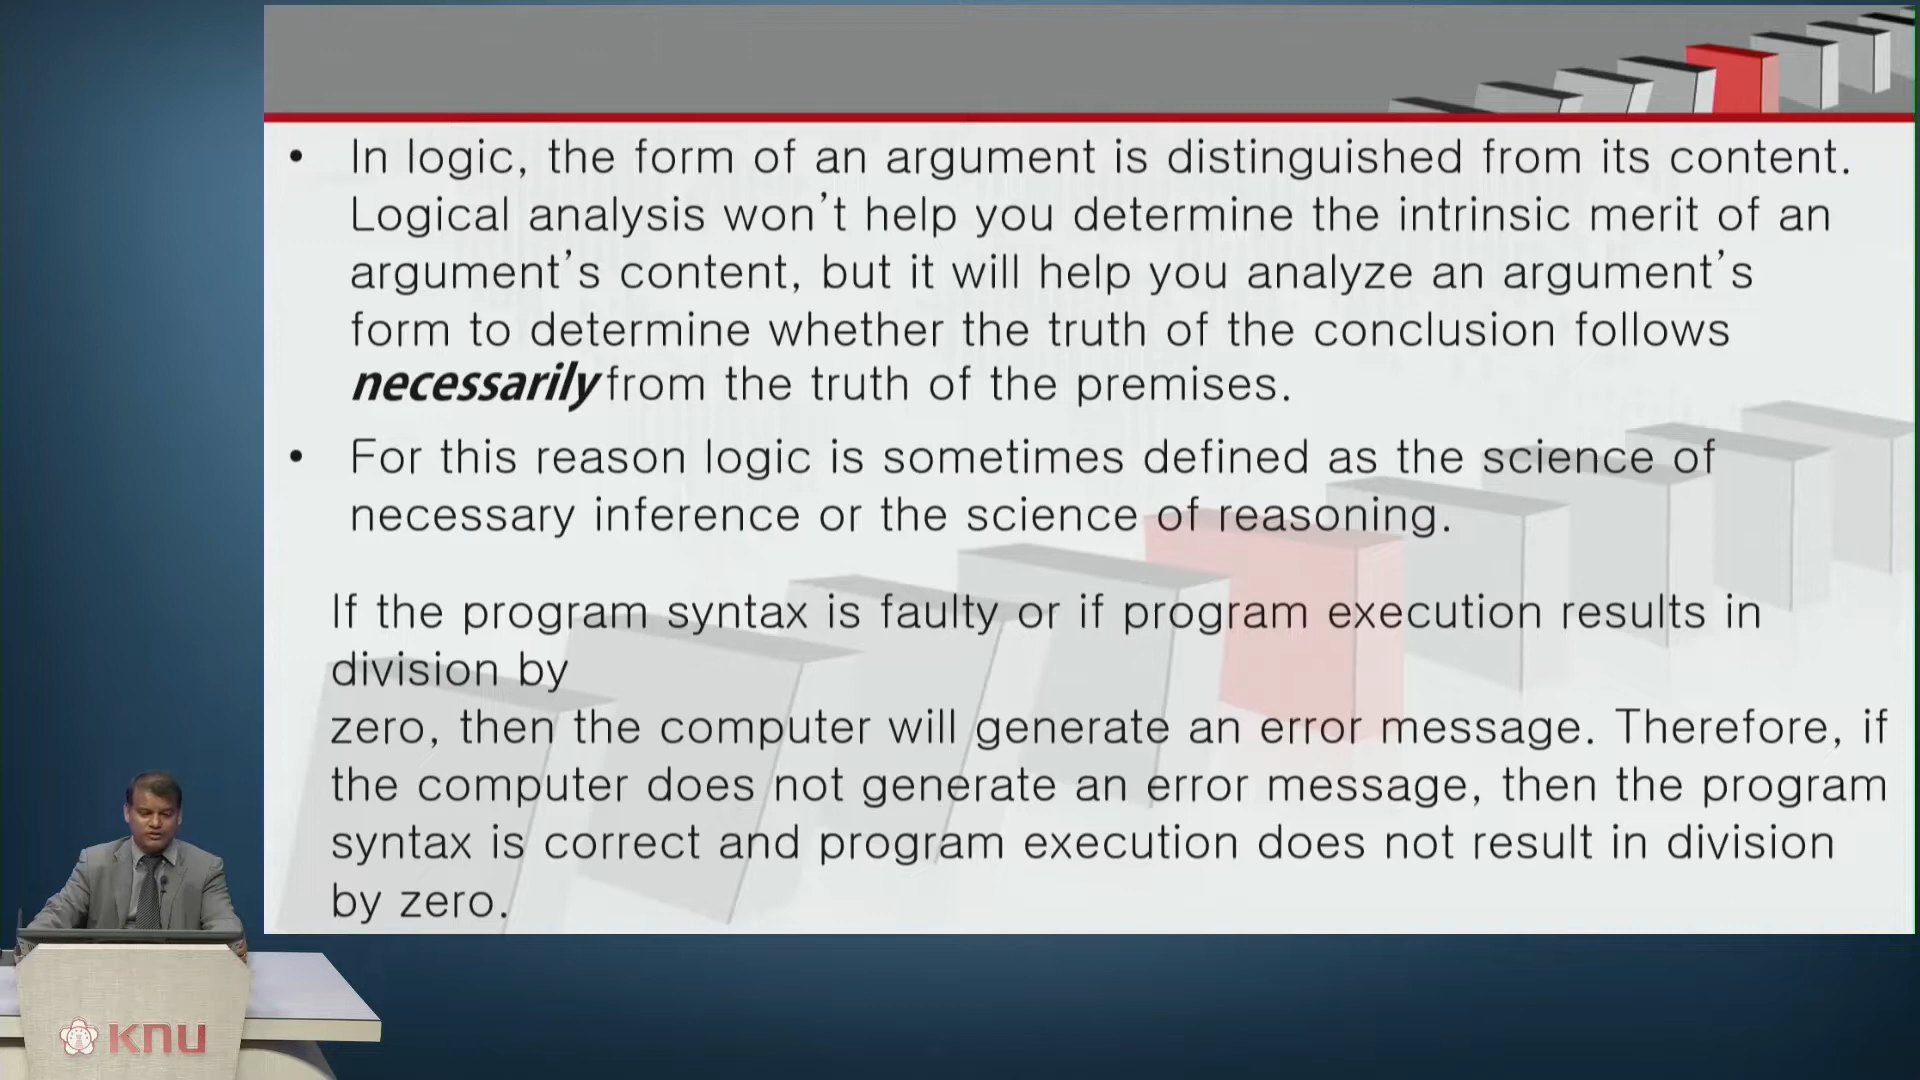 • In logic, the form of an argument is distinguished from its content.
Logical analysis won't help you determine the intrinsic merit of an
argument's content, but it will help you analyze an argument's
form to determine whether the truth of the conclusion follows
necessarily from the truth of the premises.
• For this reason logic is sometimes defined as the science of
necessary inference or the science of reasoning.
If the program syntax is faulty or if program execution results in
division by
zero, then the computer will generate an error message. Therefore, if
the computer does not generate an error message, then the program
syntax is correct and program execution does not result in division
by zero.
KNU